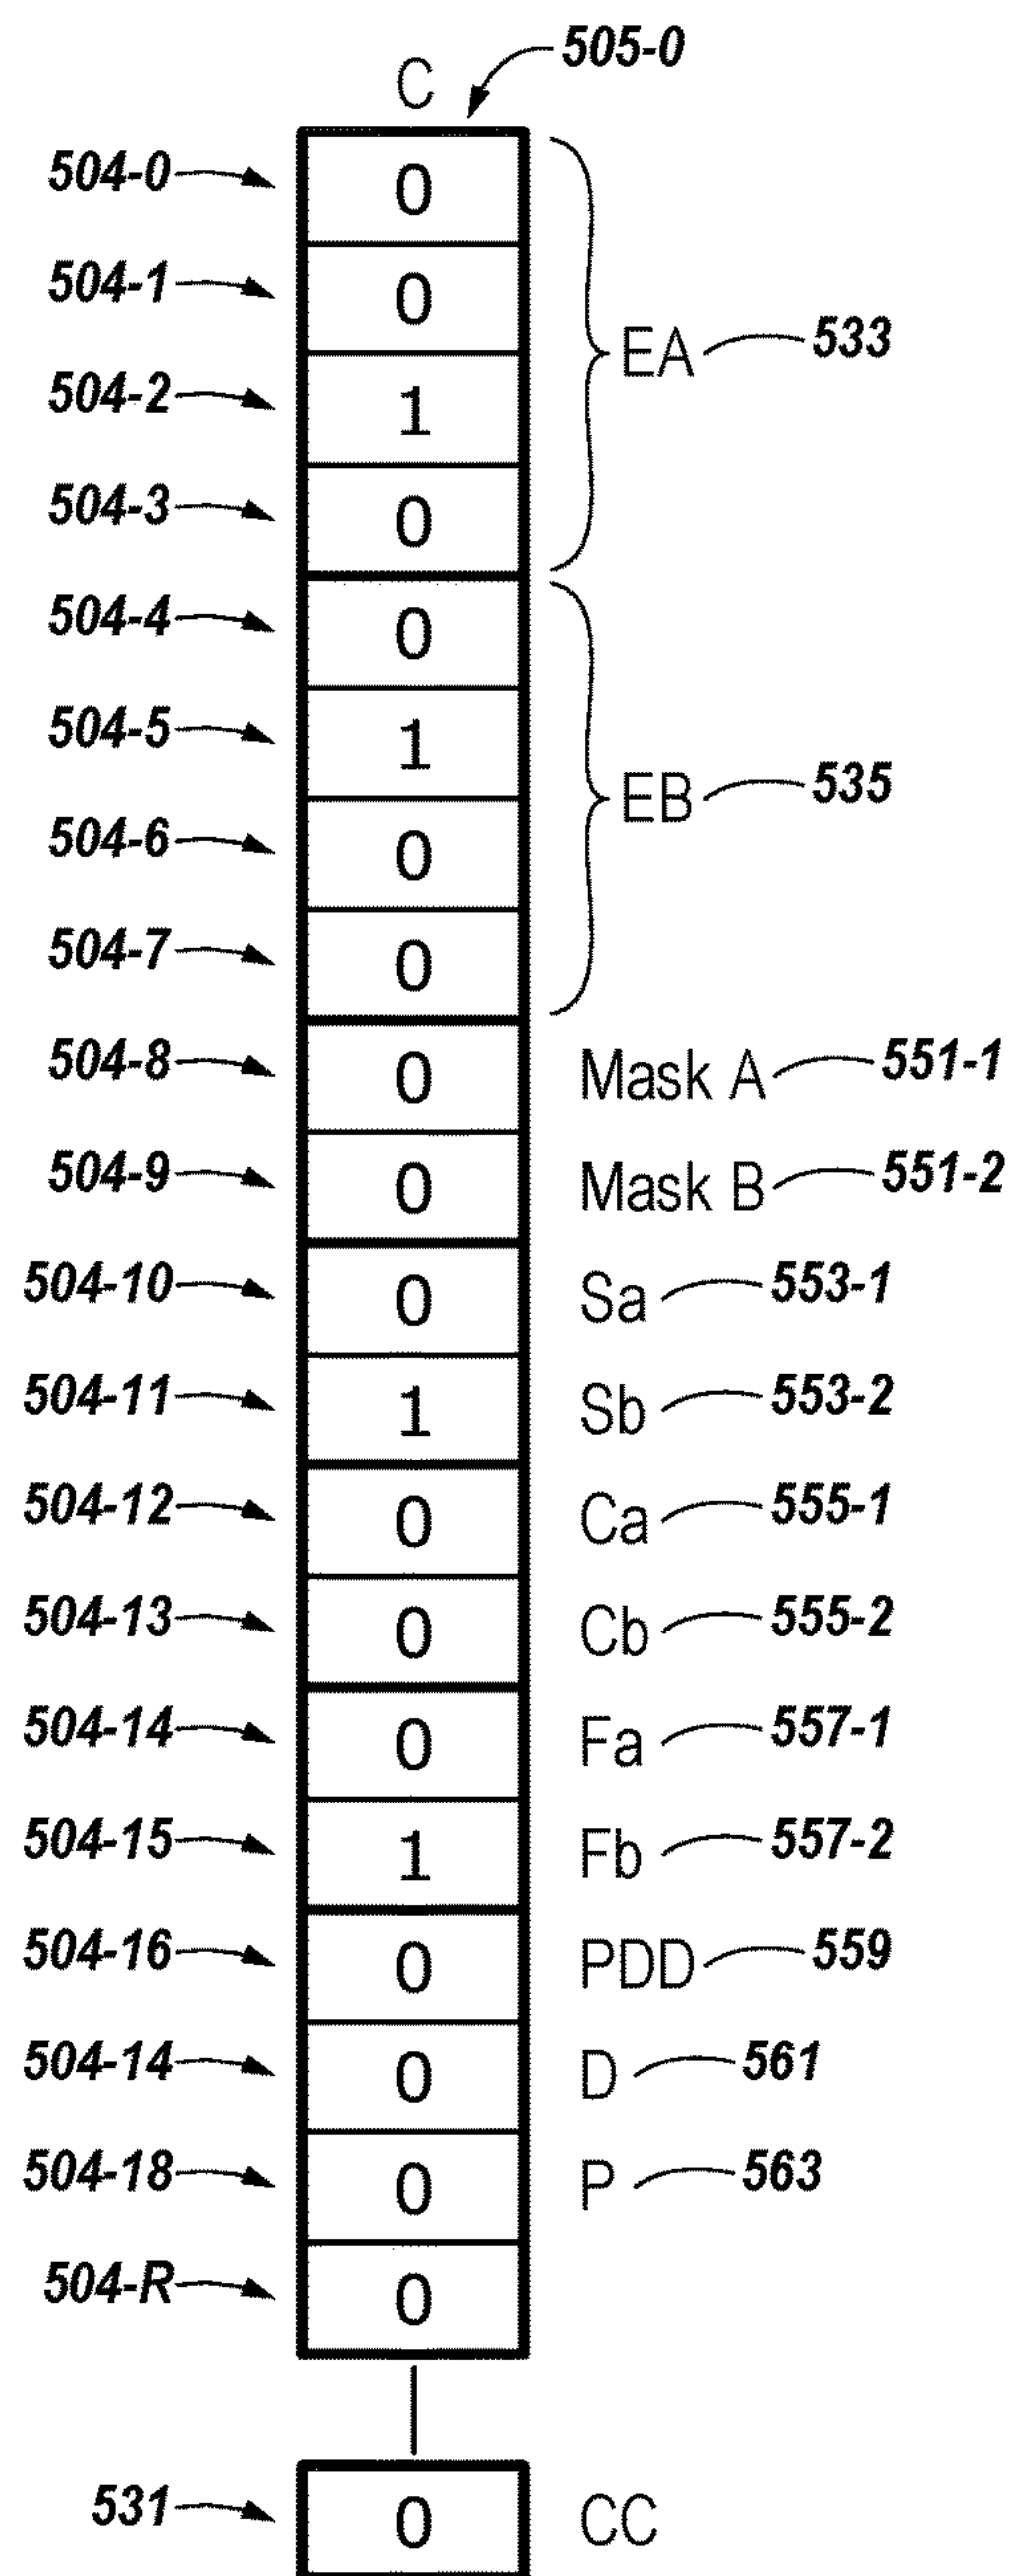 C 505-0
504-0 0
504-1 0
EA 533
504-2 1
504-3 0
504-4 0
504-5 1
EB 535
504-6 0
504-7 0
504-8 0 Mask A 551-1
504-9 0 Mask B 551-2
504-10 0 Sa 553-1
504-11 1 Sb 553-2
504-12 0 Ca 555-1
504-13 0 Cb 555-2
504-14 0 Fa 557-1
504-15 1 Fb 557-2
504-16 0 PDD 559
504-14 0 D 561
504-18 0 P 563
504-R 0
531 0 CC